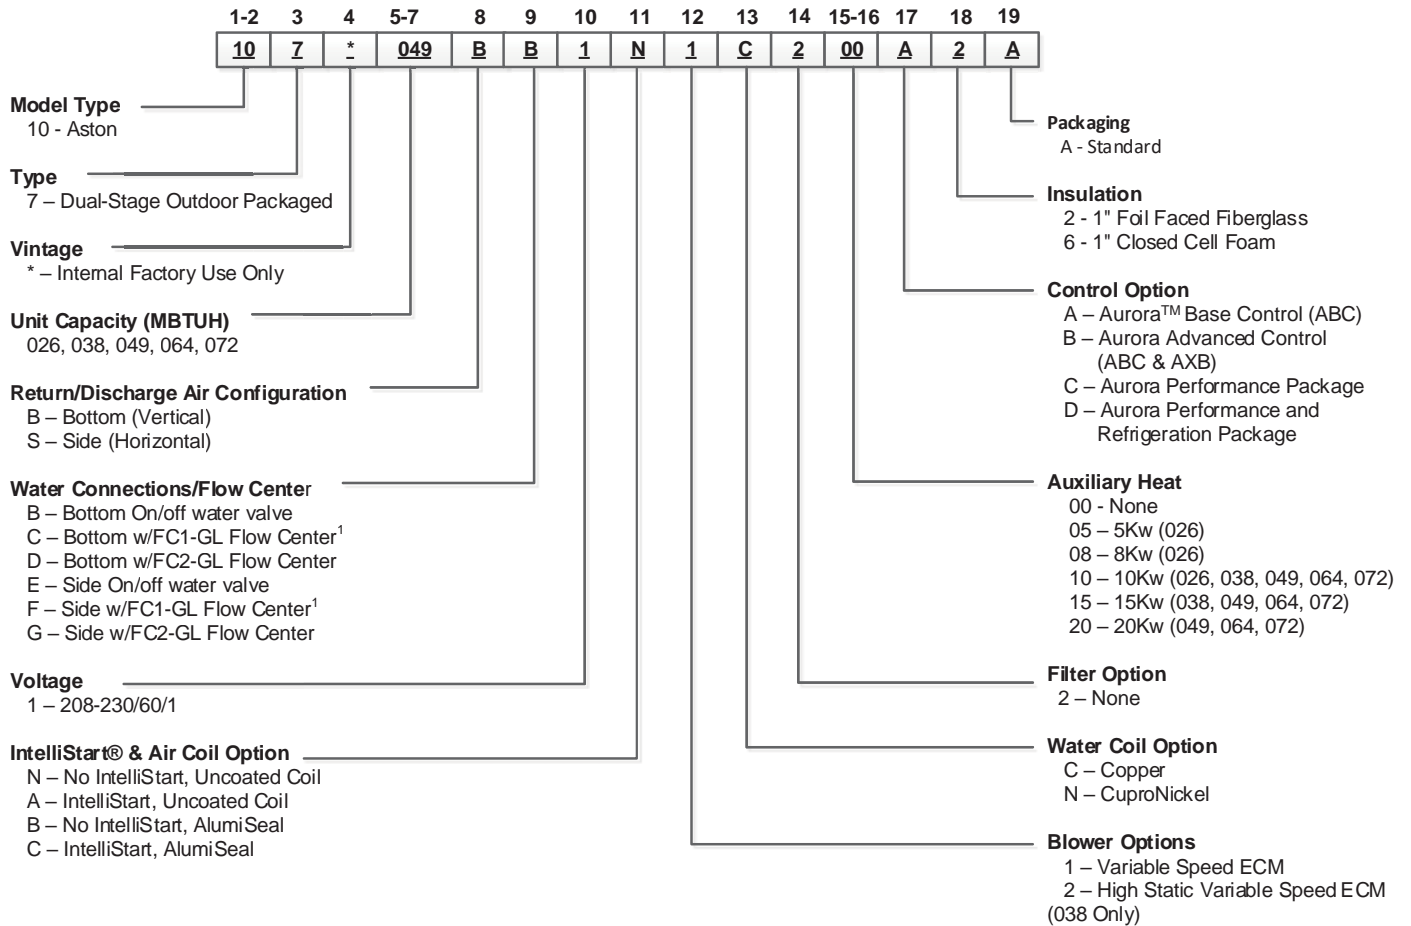 1-2 3 4 5-7 8 9 10 11 12 13 14 15-16 17 18 19
10 7 * 049 B B 1 N 1 C 2 00 A 2 A
Model Type
10 - Aston
Type
7 – Dual-Stage Outdoor Packaged
Vintage
* – Internal Factory Use Only
Unit Capacity (MBTUH)
026, 038, 049, 064, 072
Return/Discharge Air Configuration
B – Bottom (Vertical)
S – Side (Horizontal)
Water Connections/Flow Center
B – Bottom On/off water valve
C – Bottom w/FC1-GL Flow Center¹
D – Bottom w/FC2-GL Flow Center
E – Side On/off water valve
F – Side w/FC1-GL Flow Center¹
G – Side w/FC2-GL Flow Center
Voltage
1 – 208-230/60/1
IntelliStart® & Air Coil Option
N – No IntelliStart, Uncoated Coil
A – IntelliStart, Uncoated Coil
B – No IntelliStart, AlumiSeal
C – IntelliStart, AlumiSeal
Packaging
A - Standard
Insulation
2 - 1" Foil Faced Fiberglass
6 - 1" Closed Cell Foam
Control Option
A – Aurora™ Base Control (ABC)
B – Aurora Advanced Control
(ABC & AXB)
C – Aurora Performance Package
D – Aurora Performance and
Refrigeration Package
Auxiliary Heat
00 - None
05 – 5Kw (026)
08 – 8Kw (026)
10 – 10Kw (026, 038, 049, 064, 072)
15 – 15Kw (038, 049, 064, 072)
20 – 20Kw (049, 064, 072)
Filter Option
2 – None
Water Coil Option
C – Copper
N – CuproNickel
Blower Options
1 – Variable Speed ECM
2 – High Static Variable Speed ECM
(038 Only)